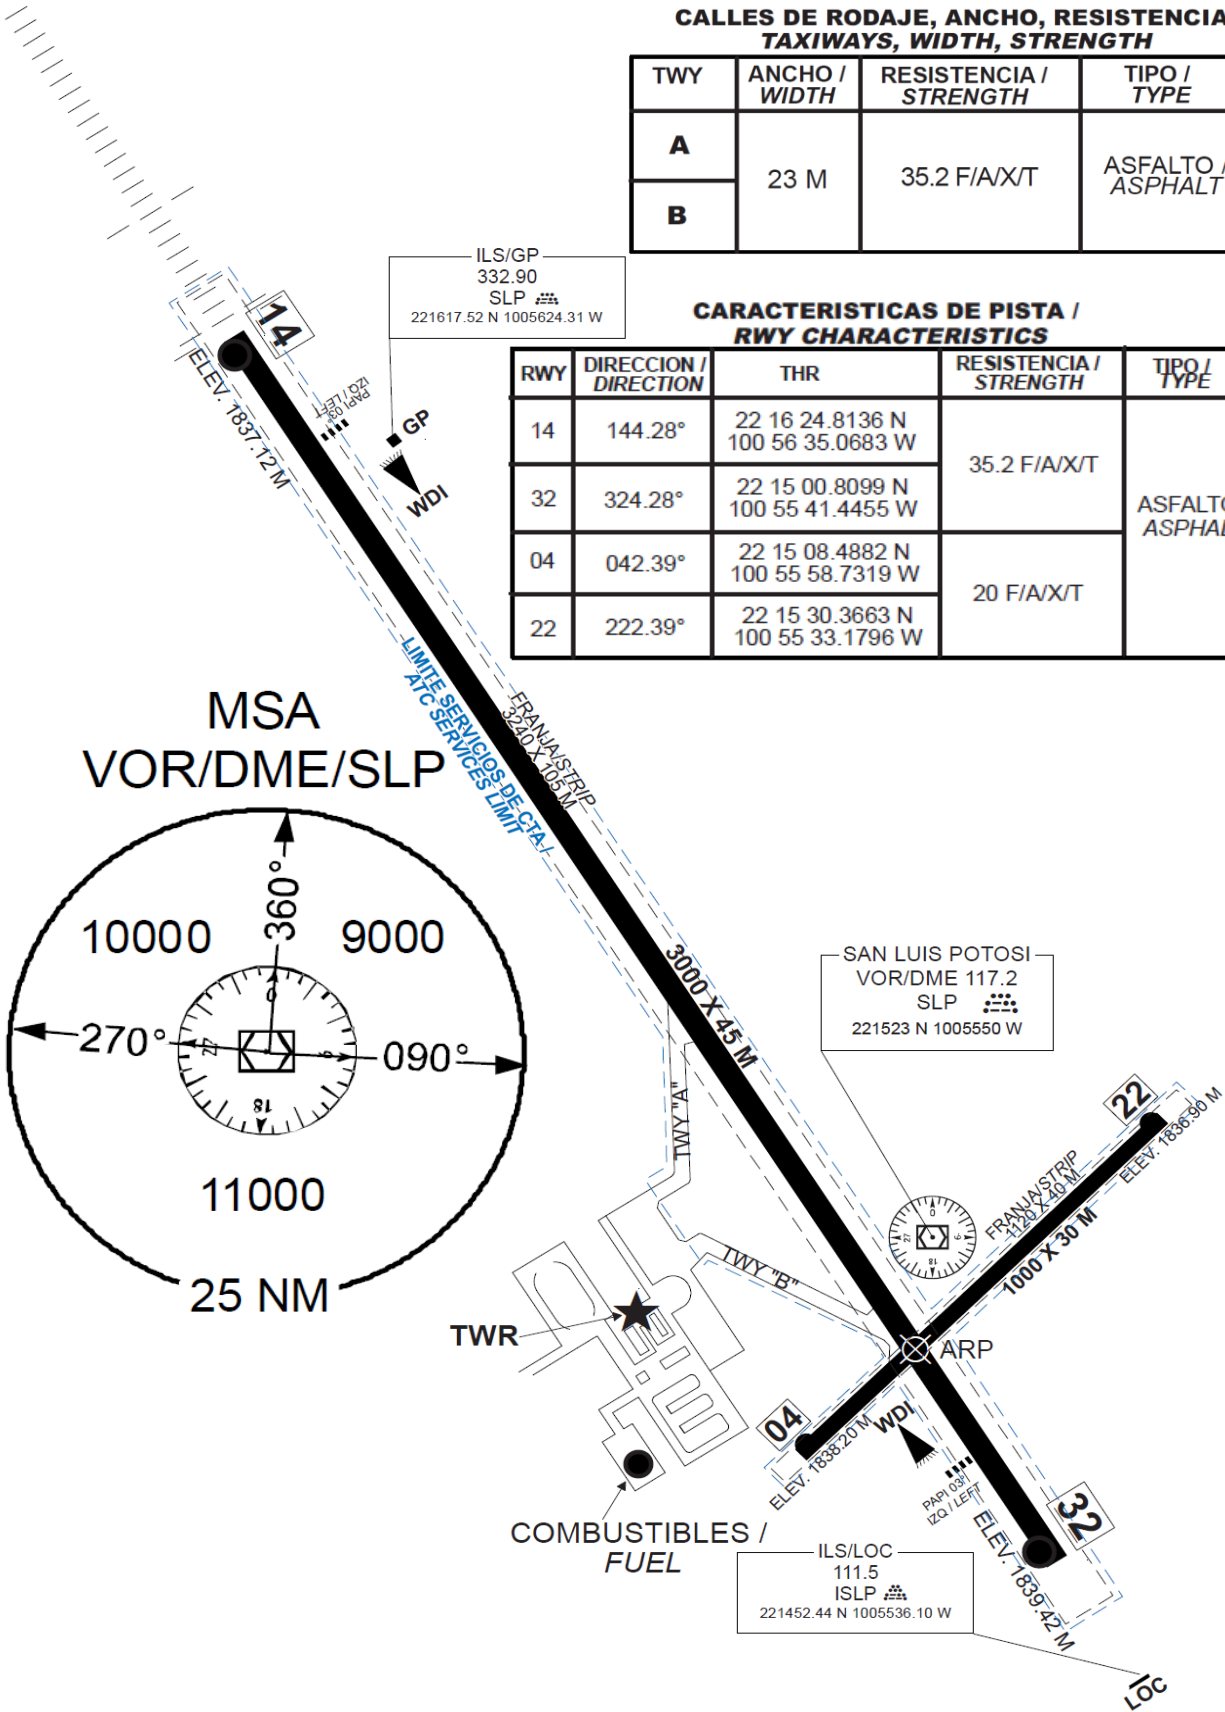 CALLES DE RODAJE, ANCHO, RESISTENCIA
TAXIWAYS, WIDTH, STRENGTH
TWY
ANCHO /
WIDTH
RESISTENCIA /
STRENGTH
TIPO /
TYPE
A
B
23 M
35.2 F/A/X/T
ASFALTO /
ASPHALT
ILS/GP
332.90
SLP
221617.52 N 1005624.31 W
CARACTERISTICAS DE PISTA /
RWY CHARACTERISTICS
RWY
DIRECCION /
DIRECTION
THR
RESISTENCIA /
STRENGTH
TIPO /
TYPE
14
144.28°
22 16 24.8136 N
100 56 35.0683 W
32
324.28°
22 15 00.8099 N
100 55 41.4455 W
35.2 F/A/X/T
04
042.39°
22 15 08.4882 N
100 55 58.7319 W
22
222.39°
22 15 30.3663 N
100 55 33.1796 W
20 F/A/X/T
ASFALTO
ASPHAL
14
ELEV. 1837.12 M
PAPI 03°
IZQ / LEFT
GP
WDI
LIMITE SERVICIOS DE CTA /
ATC SERVICES LIMIT
FRANJA/STRIP
3240 X 105 M
MSA
VOR/DME/SLP
360°
10000
9000
0
270°
27
9
090°
18
11000
25 NM
3000 X 45 M
SAN LUIS POTOSI
VOR/DME 117.2
SLP
221523 N 1005550 W
TWY "A"
22
ELEV. 1836.90 M
FRANJA/STRIP
1120 X 40 M
1000 X 30 M
0
27
9
18
TWY "B"
TWR
ARP
04
ELEV. 1838.20 M
WDI
PAPI 03°
IZQ / LEFT
32
ELEV. 1839.42 M
COMBUSTIBLES /
FUEL
ILS/LOC
111.5
ISLP
221452.44 N 1005536.10 W
LOC